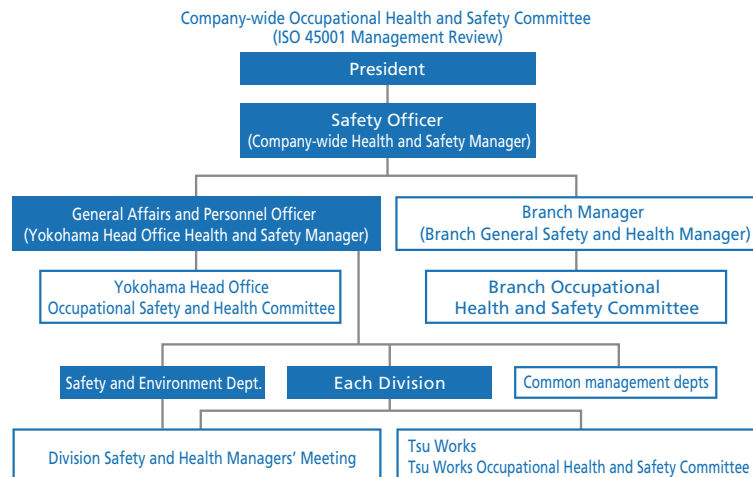 Company-wide Occupational Health and Safety Committee
(ISO 45001 Management Review)
President
Safety Officer
(Company-wide Health and Safety Manager)
General Affairs and Personnel Officer
(Yokohama Head Office Health and Safety Manager)
Branch Manager
(Branch General Safety and Health Manager)
Yokohama Head Office
Occupational Safety and Health Committee
Branch Occupational
Health and Safety Committee
Safety and Environment Dept.
Each Division
Common management depts
Division Safety and Health Managers’ Meeting
Tsu Works
Tsu Works Occupational Health and Safety Committee